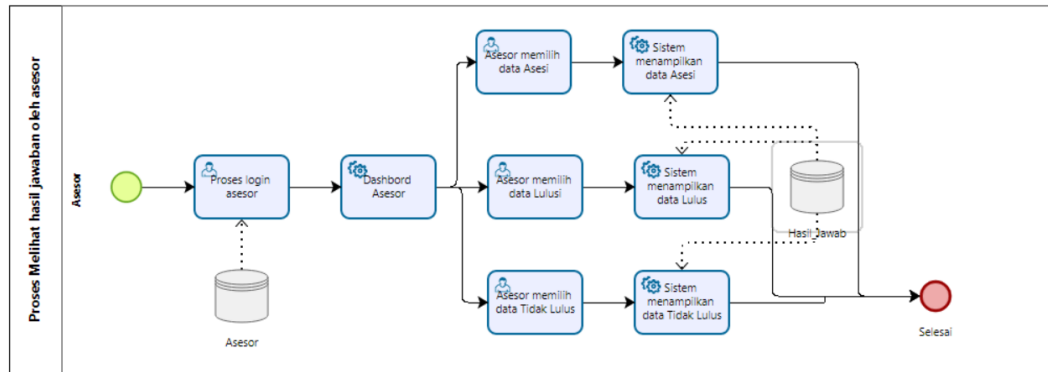 Proses Melihat hasil jawaban oleh asesor
Asesor
Proses login
asesor
Asesor
Dashbord
Asesor
Asesor memilih
data Asesi
Sistem
menampilkan
data Asesi
Asesor memilih
data Lulusi
Sistem
menampilkan
data Lulus
Asesor memilih
data Tidak Lulus
Sistem
menampilkan
data Tidak Lulus
Hasil_Jawab
Selesai